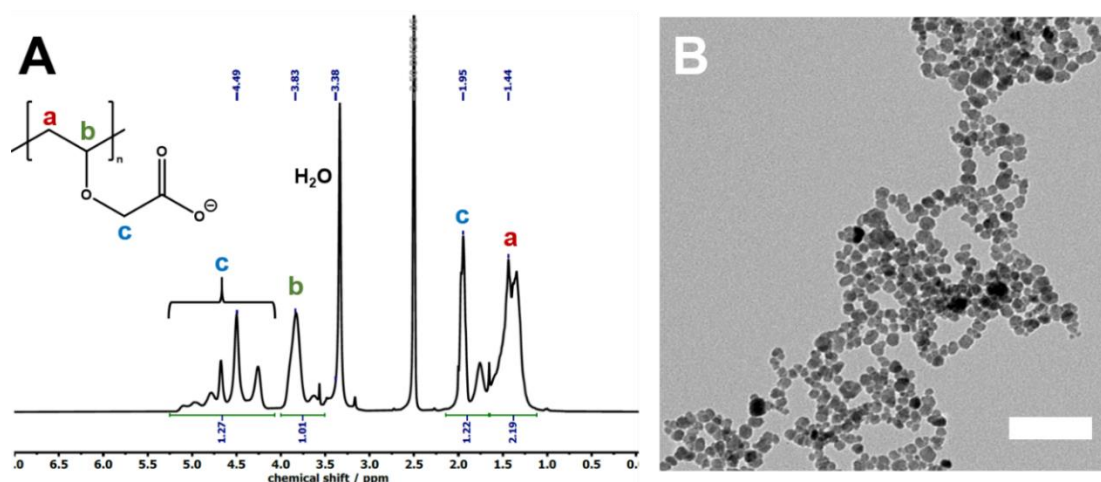 A
B
4.49
3.83
3.38
1.95
1.44
a
b
n
O
O
O
⊖
c
H₂O
c
b
c
a
1.27
1.01
1.22
2.19
.0 6.5 6.0 5.5 5.0 4.5 4.0 3.5 3.0 2.5 2.0 1.5 1.0 0.5 0.
chemical shift / ppm